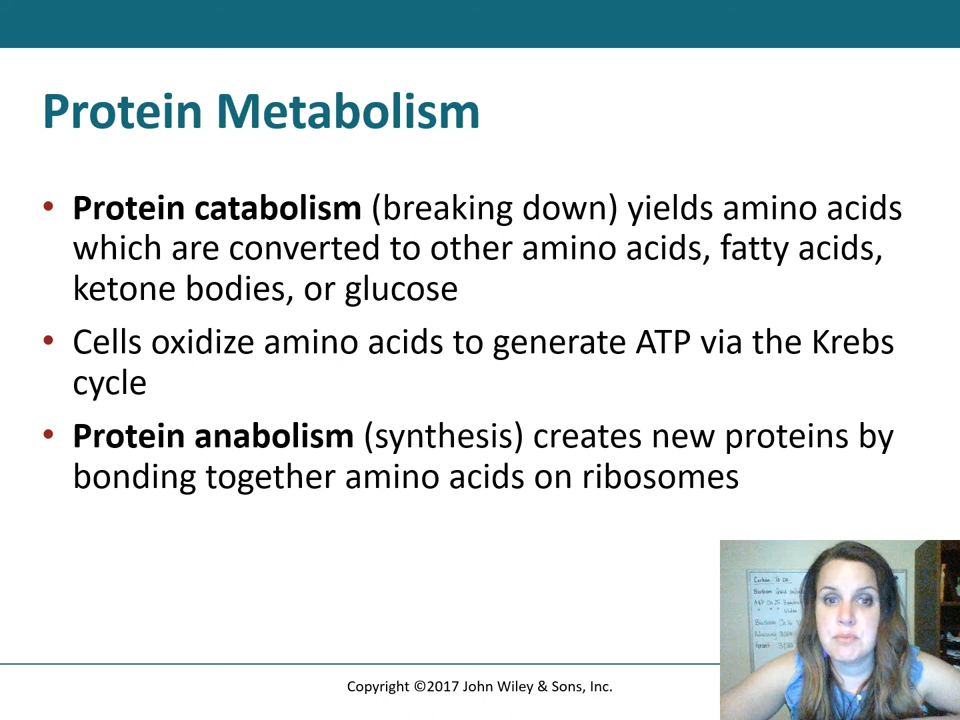 Protein Metabolism
• Protein catabolism (breaking down) yields amino acids
which are converted to other amino acids, fatty acids,
ketone bodies, or glucose
• Cells oxidize amino acids to generate ATP via the Krebs
cycle
• Protein anabolism (synthesis) creates new proteins by
bonding together amino acids on ribosomes
Copyright ©2017 John Wiley & Sons, Inc.